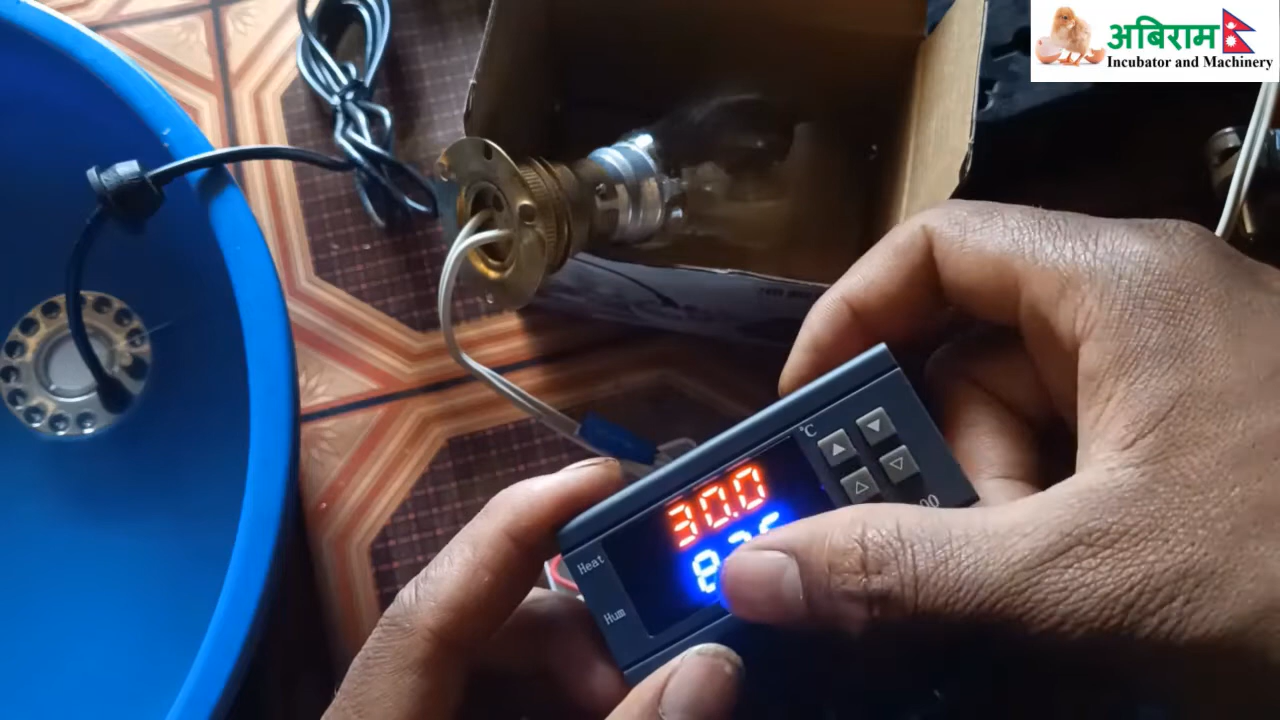 अबिराम
Incubator and Machinery
°C
30.0
Heat
Hum